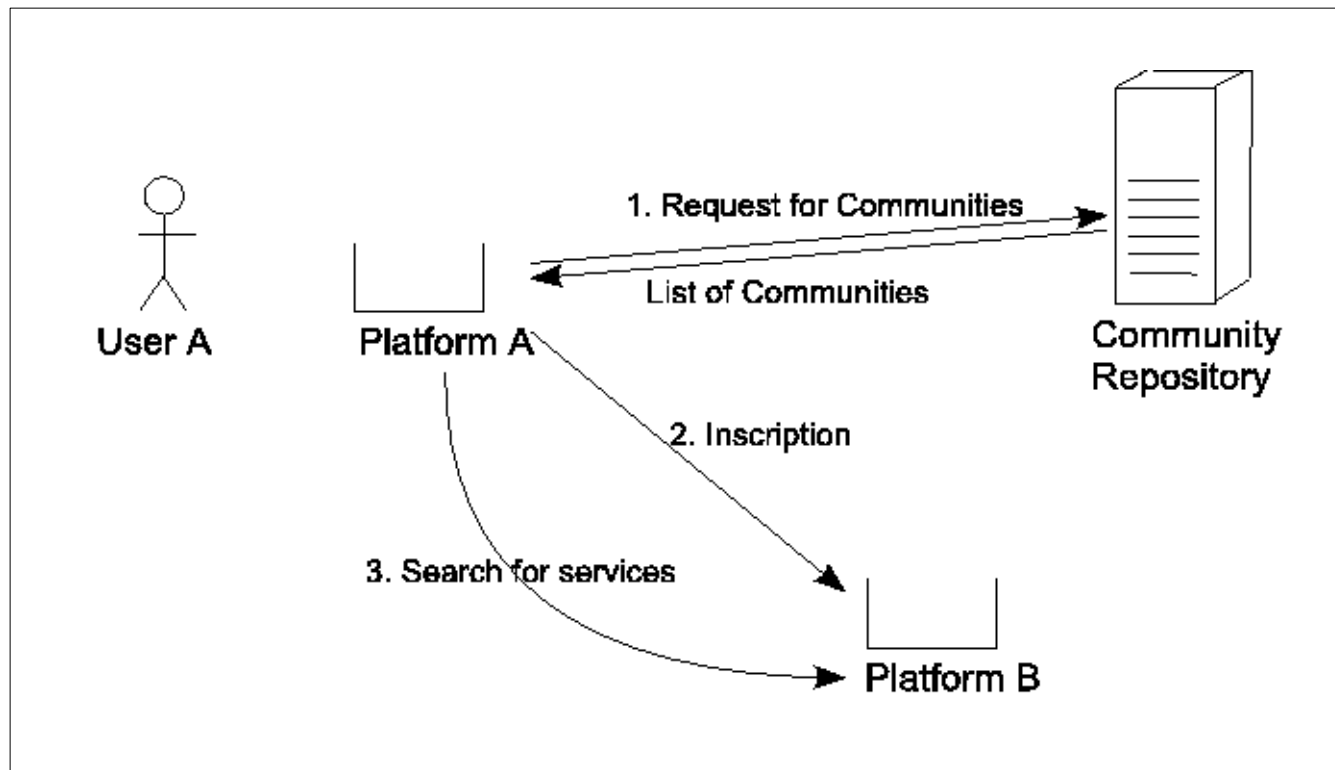 1. Request for Communities
List of Communities
User A
Platform A
Community
Repository
2. Inscription
3. Search for services
Platform B